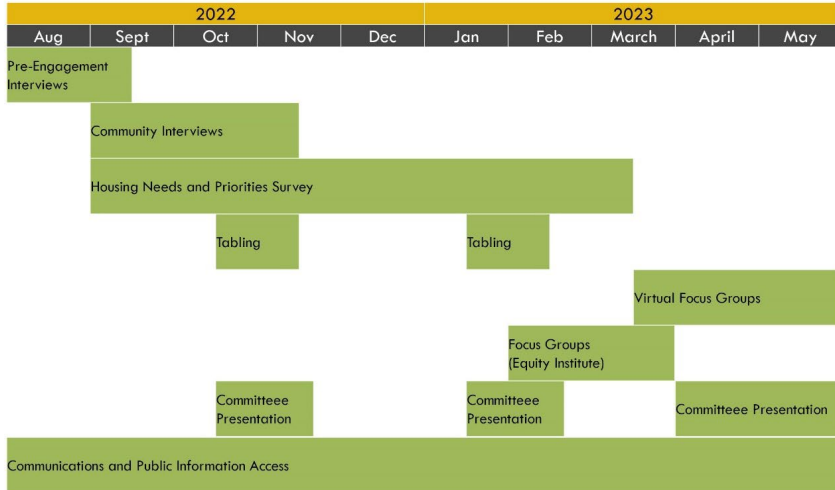 2022 2023
Aug Sept Oct Nov Dec Jan Feb March April May
Pre-Engagement
Interviews
Community Interviews
Housing Needs and Priorities Survey
Tabling Tabling
Virtual Focus Groups
Focus Groups
(Equity Institute)
Committeee
Presentation
Committeee
Presentation
Committeee Presentation
Communications and Public Information Access